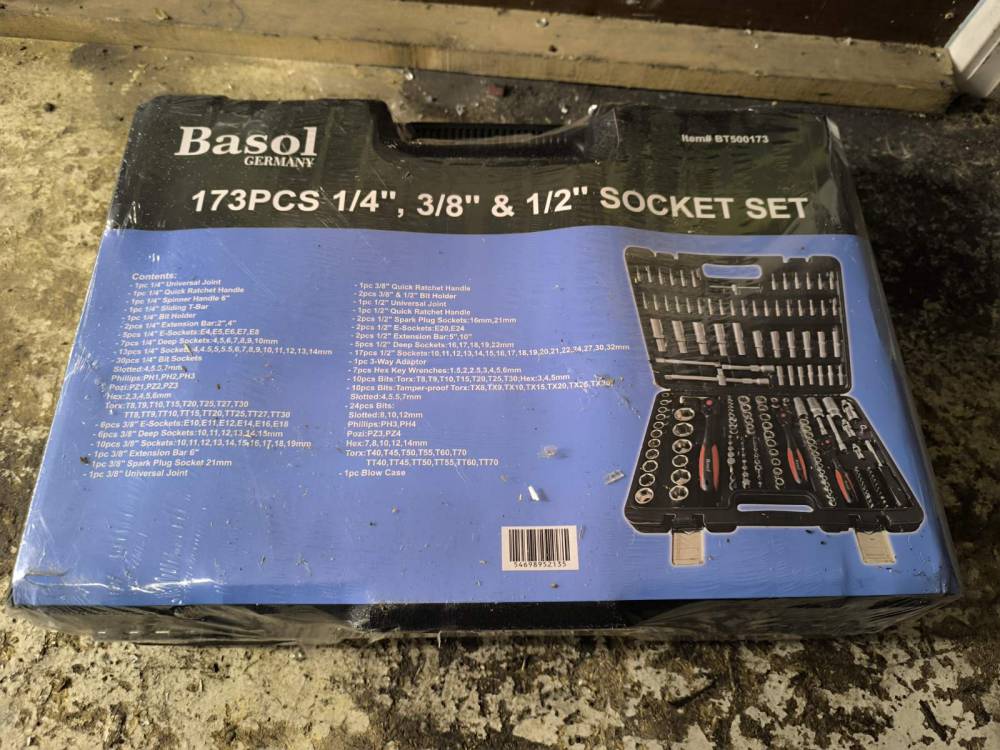 Basol
GERMANY
Item# BT500173
173PCS 1/4", 3/8" & 1/2" SOCKET SET
Contents:
- 1pc 1/4" Universal Joint
- 1pc 1/4" Quick Ratchet Handle
- 1pc 1/4" Spinner Handle 6"
- 1pc 1/4" Sliding T-Bar
- 1pc 1/4" Bit Holder
- 2pcs 1/4" Extension Bar:2",4"
- 5pcs 1/4" E-Sockets:E4,E5,E6,E7,E8
- 7pcs 1/4" Deep Sockets:4,5,6,7,8,9,10mm
- 13pcs 1/4" Sockets:4,4.5,5,5.5,6,7,8,9,10,11,12,13,14mm
- 30pcs 1/4" Bit Sockets
Slotted:4,5.5,7mm
Phillips:PH1,PH2,PH3
Pozi:PZ1,PZ2,PZ3
Hex:2,3,4,5,6mm
Torx:T8,T9,T10,T15,T20,T25,T27,T30
TT8,TT9,TT10,TT15,TT20,TT25,TT27,TT30
- 6pcs 3/8" E-Sockets:E10,E11,E12,E14,E16,E18
- 6pcs 3/8" Deep Sockets:10,11,12,13,14,15mm
- 10pcs 3/8" Sockets:10,11,12,13,14,15,16,17,18,19mm
- 1pc 3/8" Extension Bar 6"
- 1pc 3/8" Spark Plug Socket 21mm
- 1pc 3/8" Universal Joint
- 1pc 3/8" Quick Ratchet Handle
- 2pcs 3/8" & 1/2" Bit Holder
- 1pc 1/2" Universal Joint
- 1pc 1/2" Quick Ratchet Handle
- 2pcs 1/2" Spark Plug Sockets:16mm,21mm
- 2pcs 1/2" E-Sockets:E20,E24
- 2pcs 1/2" Extension Bar:5",10"
- 5pcs 1/2" Deep Sockets:16,17,18,19,22mm
- 17pcs 1/2" Sockets:10,11,12,13,14,15,16,17,18,19,20,21,22,24,27,30,32mm
- 1pc 3-Way Adaptor
- 7pcs Hex Key Wrenches:1.5,2,2.5,3,4,5,6mm
- 10pcs Bits:Torx:T8,T9,T10,T15,T20,T25,T30;Hex:3,4,5mm
- 16pcs Bits:Tamper-proof Torx:TX8,TX9,TX10,TX15,TX20,TX25,TX30
Slotted:4,5.5,7mm
- 24pcs Bits:
Slotted:8,10,12mm
Phillips:PH3,PH4
Pozi:PZ3,PZ4
Hex:7,8,10,12,14mm
Torx:T40,T45,T50,T55,T60,T70
TT40,TT45,TT50,TT55,TT60,TT70
- 1pc Blow Case
54698952135